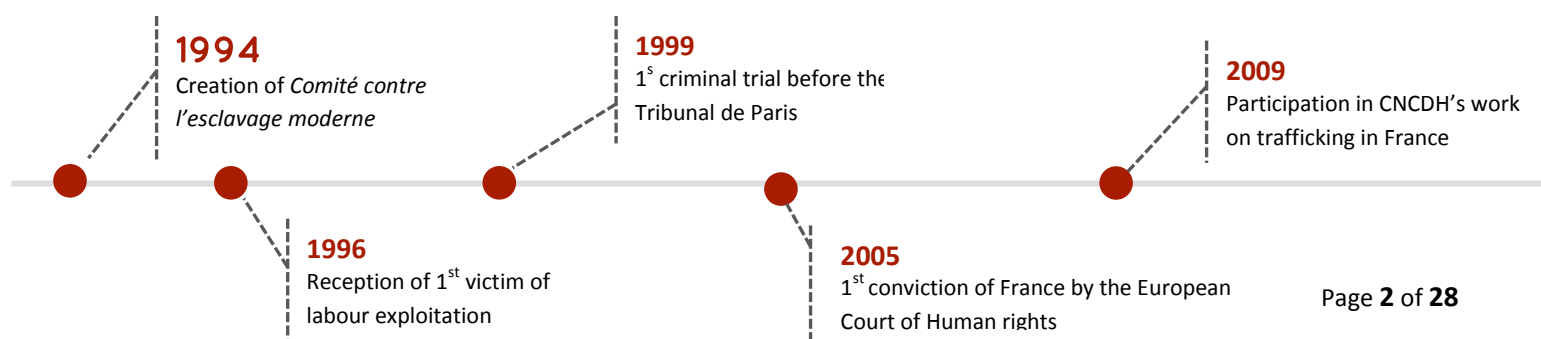 1994
Creation of Comité contre
l'esclavage moderne
1996
Reception of 1st victim of
labour exploitation
1999
1s criminal trial before the
Tribunal de Paris
2005
1st conviction of France by the European
Court of Human rights
2009
Participation in CNCDH's work
on trafficking in France
Page 2 of 28